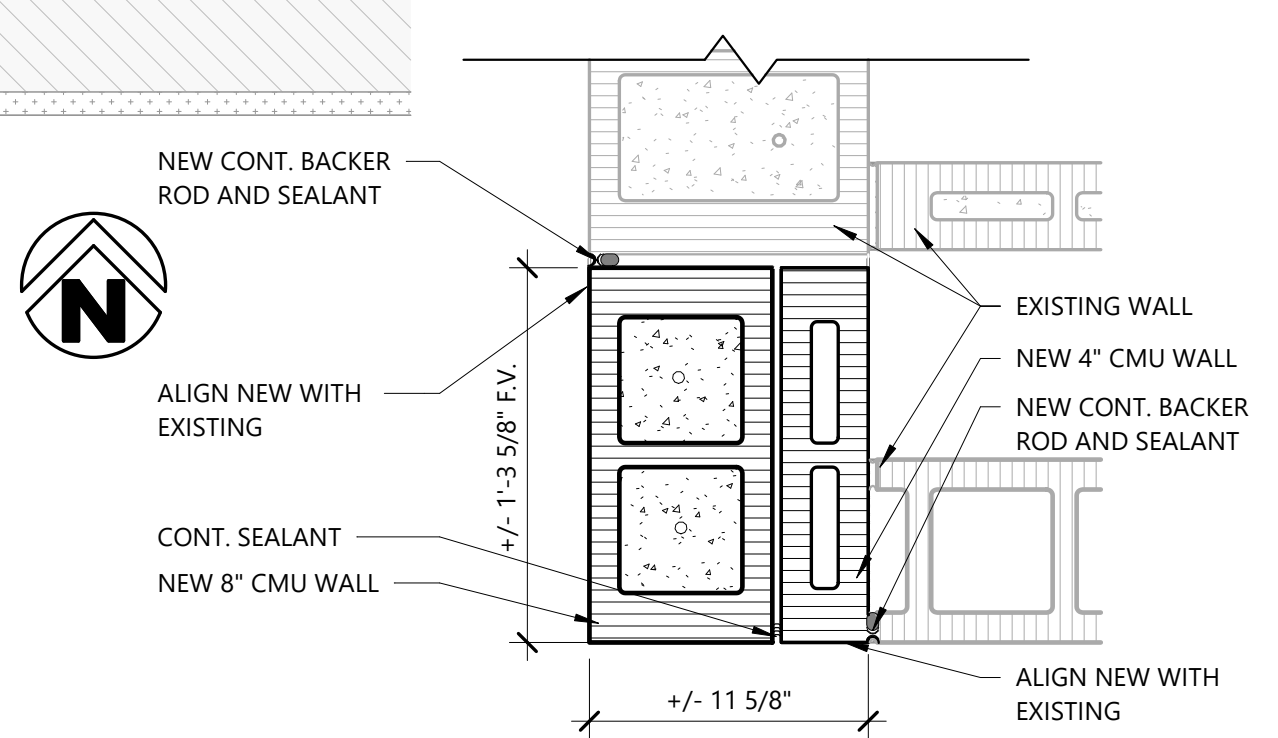 NEW CONT. BACKER
ROD AND SEALANT
N
ALIGN NEW WITH
EXISTING
+/- 1'-3 5/8" F.V.
CONT. SEALANT
NEW 8" CMU WALL
+/- 11 5/8"
EXISTING WALL
NEW 4" CMU WALL
NEW CONT. BACKER
ROD AND SEALANT
ALIGN NEW WITH
EXISTING